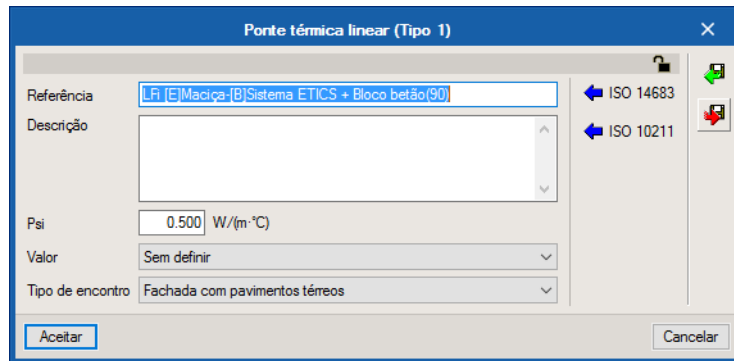 Ponte térmica linear (Tipo 1)
Referência
LFi [E]Maciça-[B]Sistema ETICS + Bloco betão(90)
ISO 14683
Descrição
ISO 10211
Psi
0.500 W/(m·°C)
Valor
Sem definir
Tipo de encontro
Fachada com pavimentos térreos
Aceitar
Cancelar